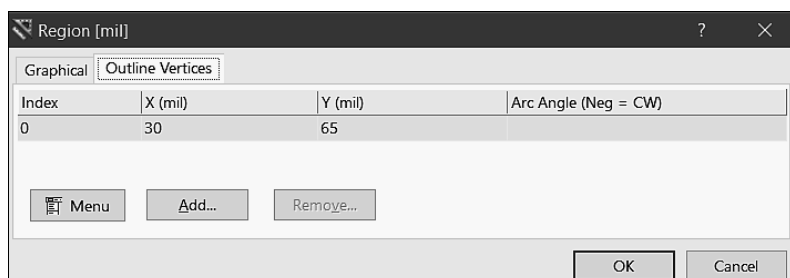 Region [mil] ? ×
Graphical Outline Vertices
Index X (mil) Y (mil) Arc Angle (Neg = CW)
0 30 65
Menu Add... Remove...
OK Cancel